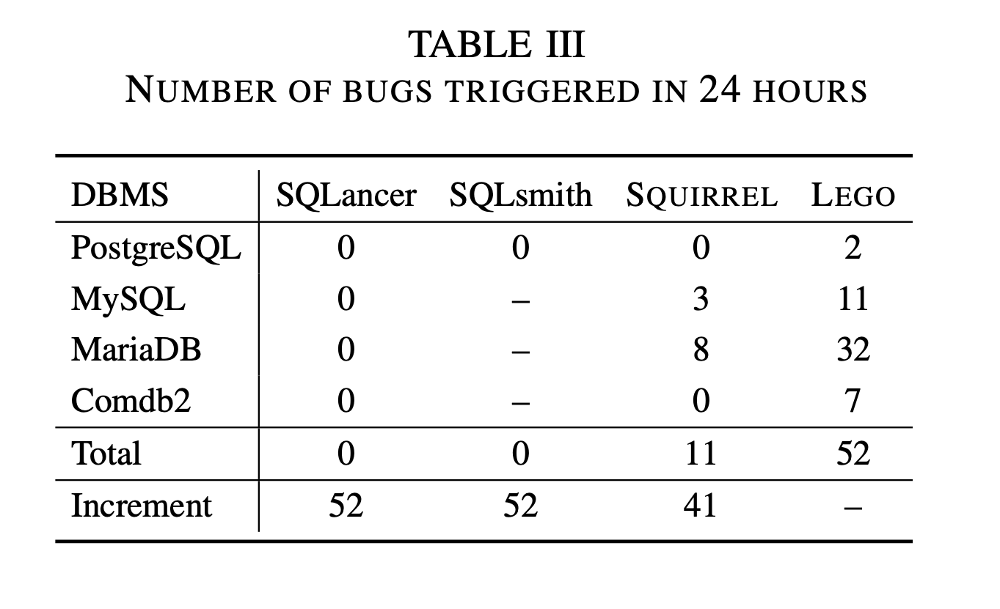 TABLE III
NUMBER OF BUGS TRIGGERED IN 24 HOURS
DBMS SQLancer SQLsmith SQUIRREL LEGO
PostgreSQL 0 0 0 2
MySQL 0 – 3 11
MariaDB 0 – 8 32
Comdb2 0 – 0 7
Total 0 0 11 52
Increment 52 52 41 –